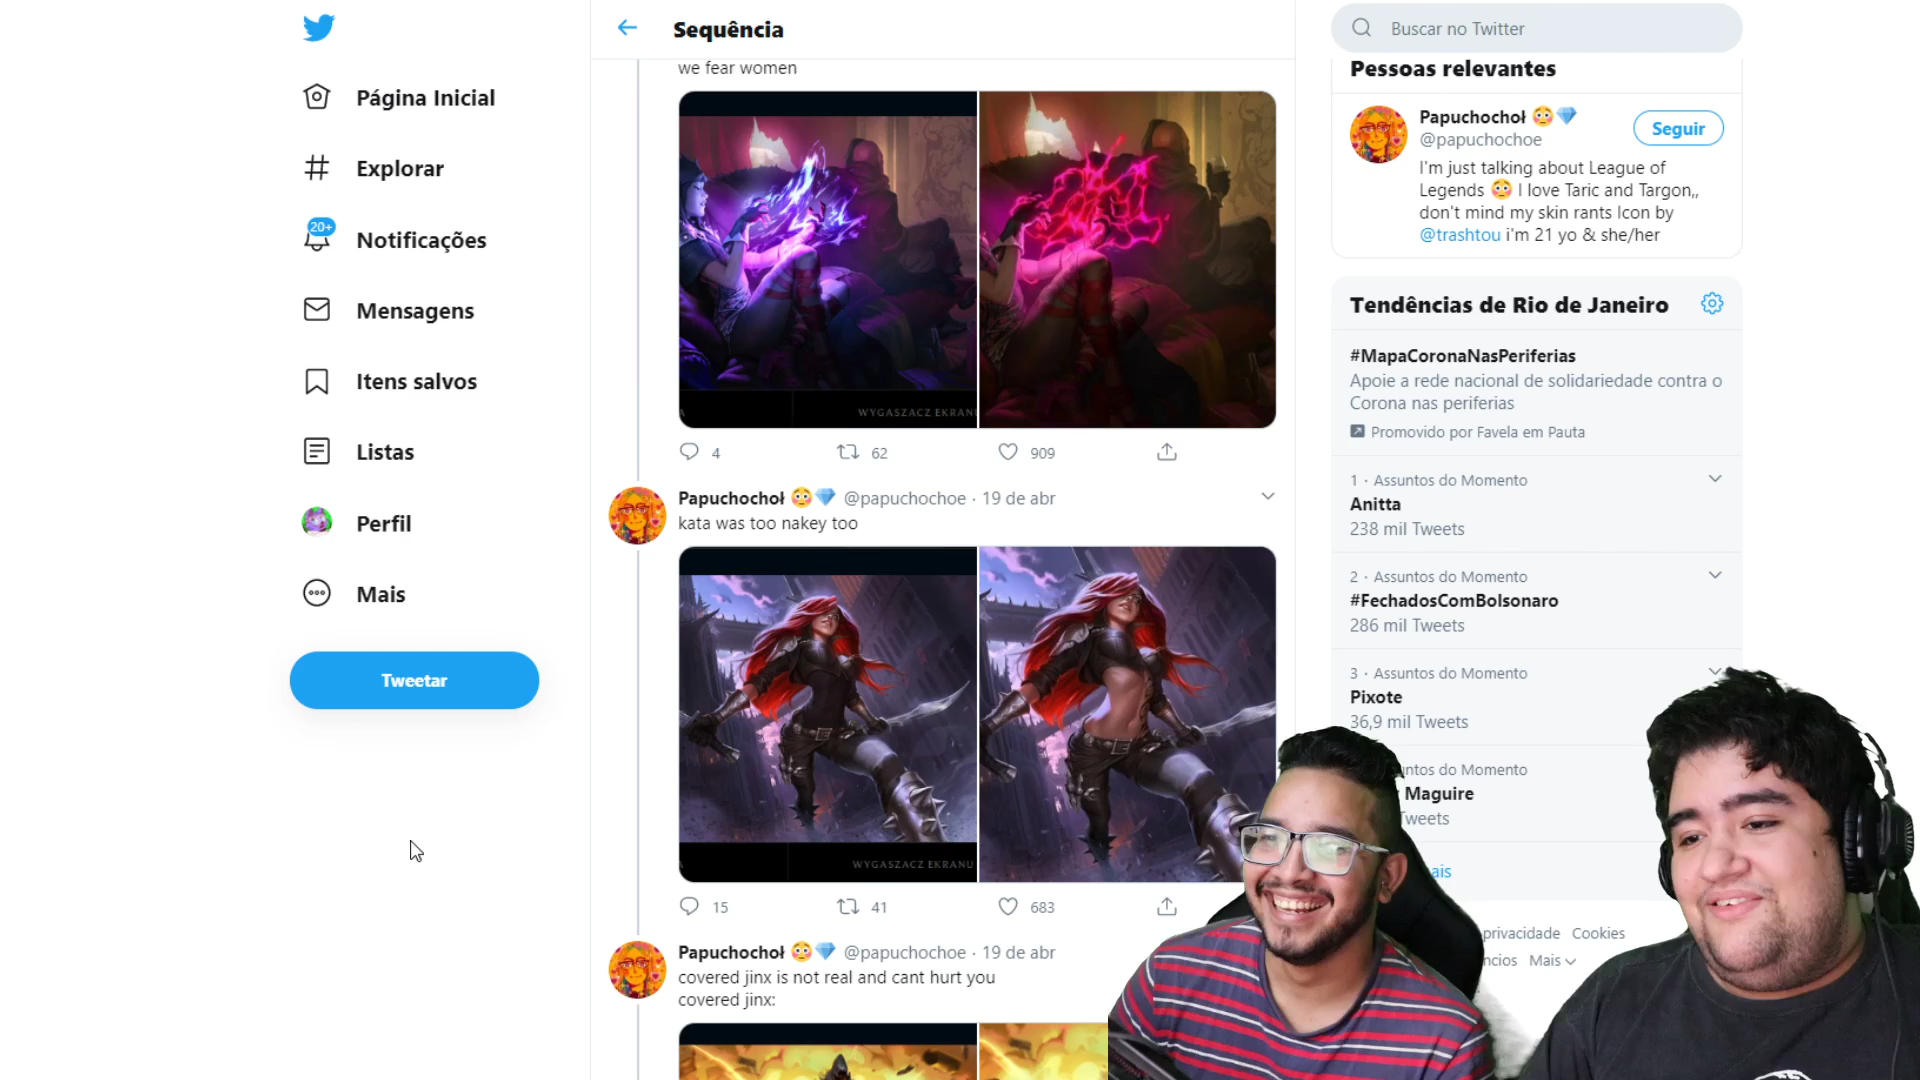 Página Inicial
Explorar
20+
Notificações
Mensagens
Itens salvos
Listas
Perfil
Mais
Tweetar
Sequência
we fear women
WYGASZACZ EKRANU
4
62
909
Papuchochoł 😳💎 @papuchochoe · 19 de abr
kata was too nakey too
WYGASZACZ EKRANU
15
41
683
Papuchochoł 😳💎 @papuchochoe · 19 de abr
covered jinx is not real and cant hurt you
covered jinx:
Buscar no Twitter
Pessoas relevantes
Papuchochoł 😳💎
@papuchochoe
Seguir
I'm just talking about League of
Legends 😳 I love Taric and Targon,,
don't mind my skin rants Icon by
@trashtou i'm 21 yo & she/her
Tendências de Rio de Janeiro
#MapaCoronaNasPeriferias
Apoie a rede nacional de solidariedade contra o
Corona nas periferias
Promovido por Favela em Pauta
1 · Assuntos do Momento
Anitta
238 mil Tweets
2 · Assuntos do Momento
#FechadosComBolsonaro
286 mil Tweets
3 · Assuntos do Momento
Pixote
36,9 mil Tweets
do Momento
Maguire
Tweets
privacidade Cookies
Mais